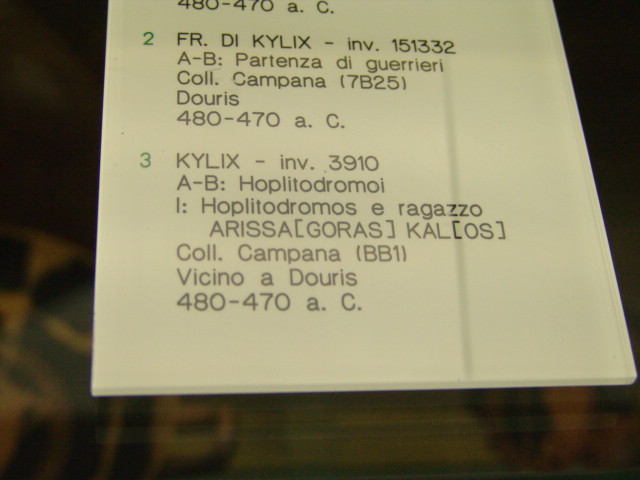 480-470 a. C.
2 FR. DI KYLIX - inv. 151332
A-B: Partenza di guerrieri
Coll. Campana (7B25)
Douris
480-470 a. C.
3 KYLIX - inv. 3910
A-B: Hoplitodromoi
I: Hoplitodromos e ragazzo
ARISSA[GORAS] KAL[OS]
Coll. Campana (BB1)
Vicino a Douris
480-470 a. C.